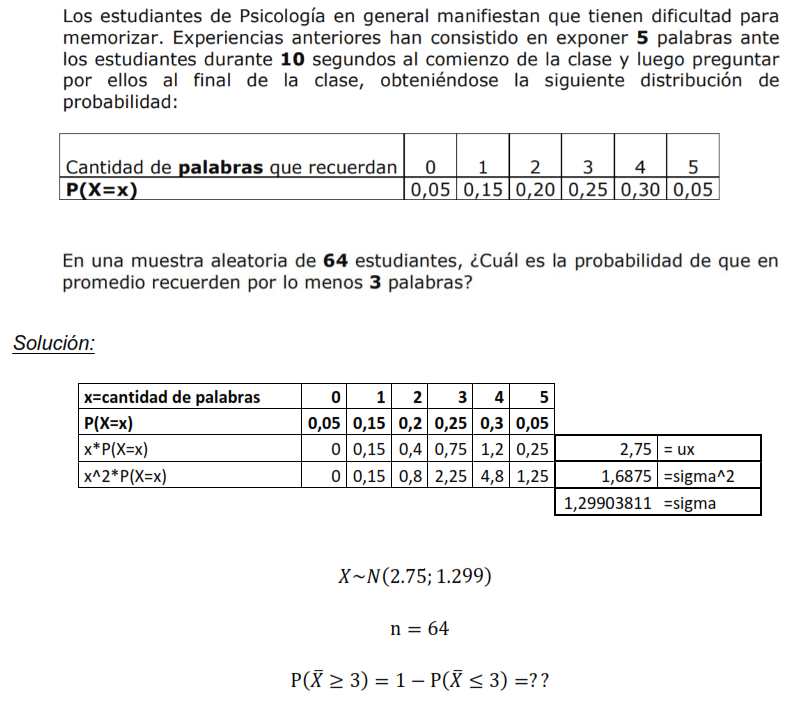 Los estudiantes de Psicología en general manifiestan que tienen dificultad para
memorizar. Experiencias anteriores han consistido en exponer 5 palabras ante
los estudiantes durante 10 segundos al comienzo de la clase y luego preguntar
por ellos al final de la clase, obteniéndose la siguiente distribución de
probabilidad:
Cantidad de palabras que recuerdan 0 1 2 3 4 5
P(X=x) 0,05 0,15 0,20 0,25 0,30 0,05
En una muestra aleatoria de 64 estudiantes, ¿Cuál es la probabilidad de que en
promedio recuerden por lo menos 3 palabras?
Solución:
x=cantidad de palabras 0 1 2 3 4 5
P(X=x) 0,05 0,15 0,2 0,25 0,3 0,05
x*P(X=x) 0 0,15 0,4 0,75 1,2 0,25 2,75 = ux
x^2*P(X=x) 0 0,15 0,8 2,25 4,8 1,25 1,6875 =sigma^2
1,29903811 =sigma
X~N(2.75; 1.299)
n = 64
P(X̄ ≥ 3) = 1 − P(X̄ ≤ 3) =??